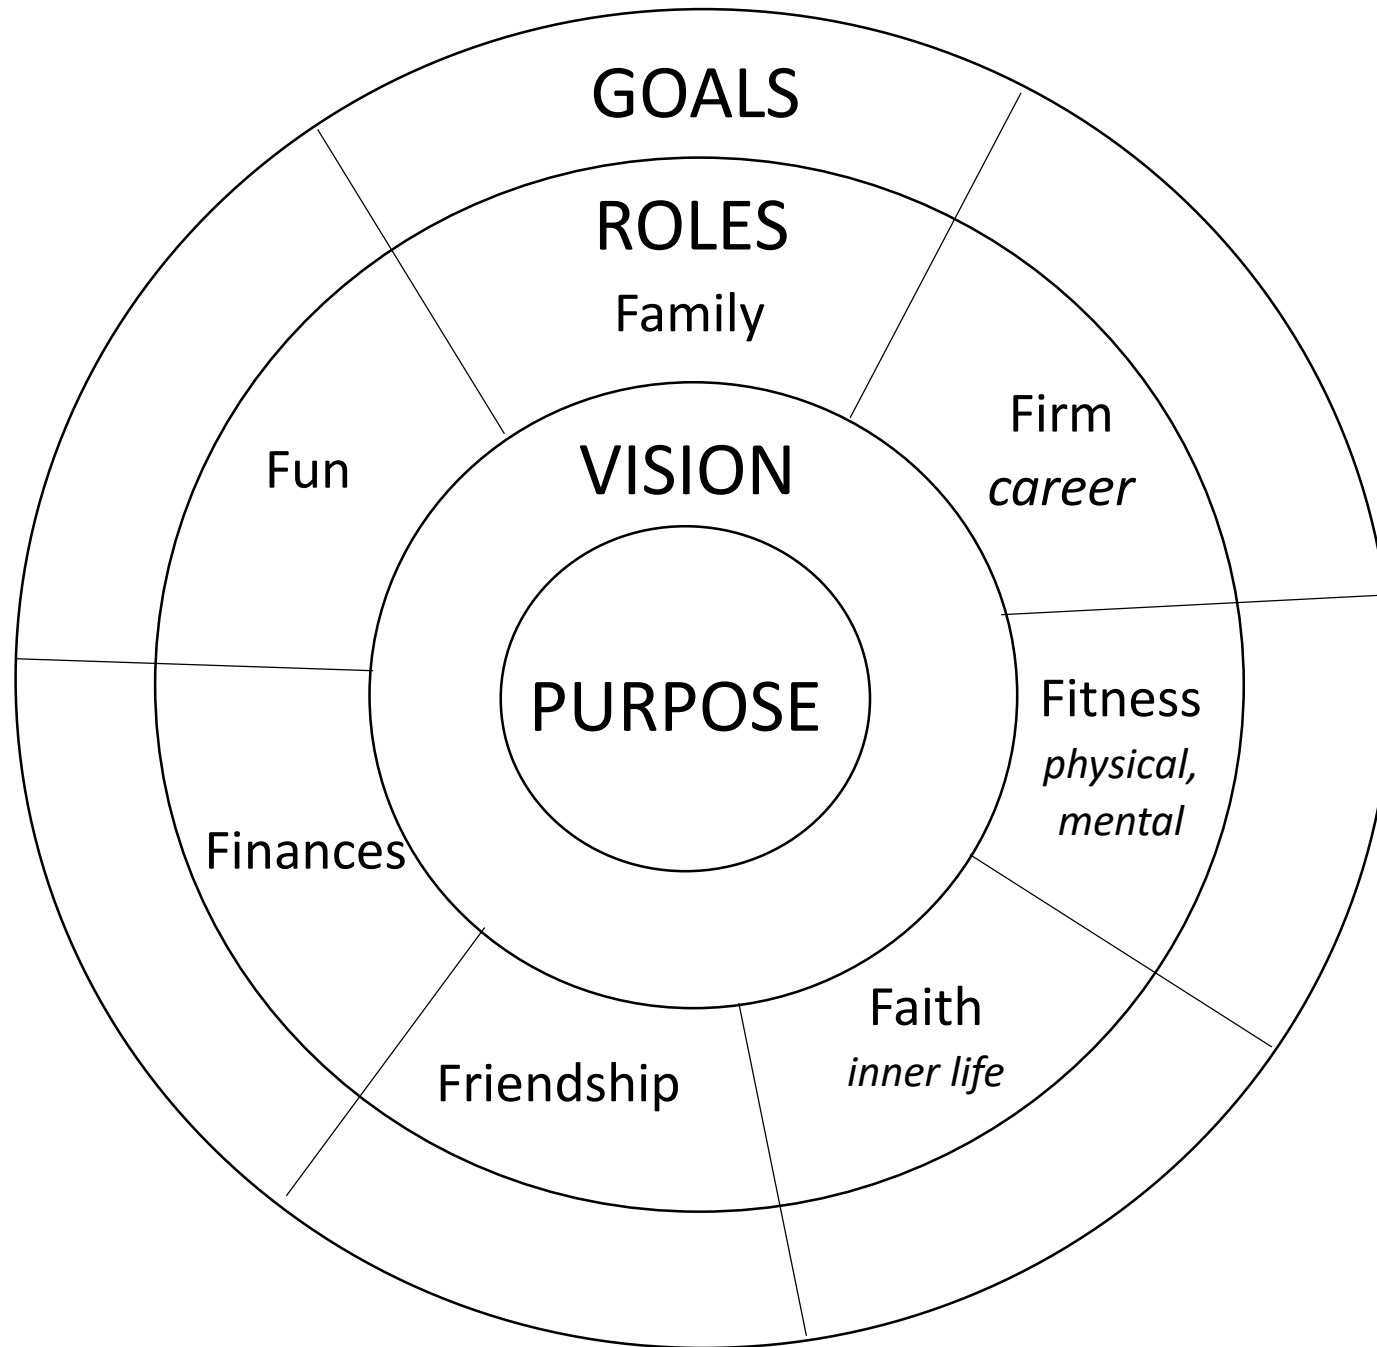 GOALS
ROLES
Family
Firm
career
Fun
VISION
PURPOSE
Fitness
physical,
mental
Finances
Faith
inner life
Friendship